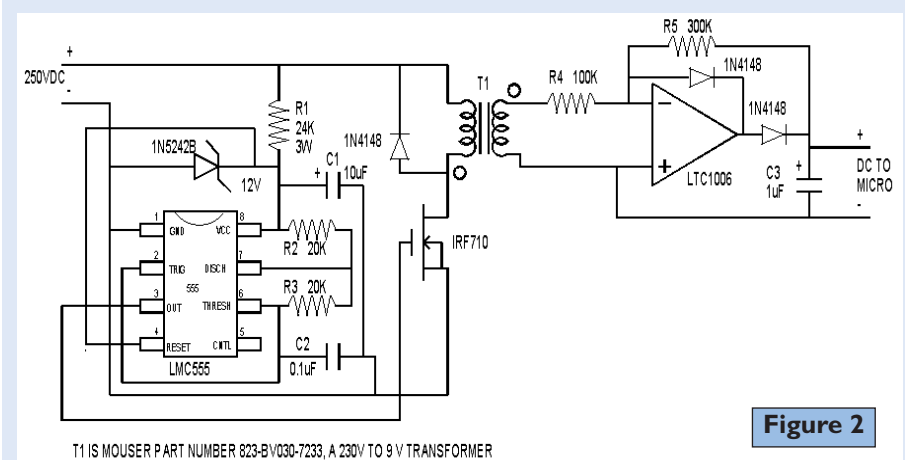 R5 300K
+
250VDC
-
1N4148
T1
R4 100K
1N4148
R1
24K
3W
1N4148
1N5242B
12V
C1
+
10uF
-
+
LTC1006
C3
+
1uF
+
DC TO
MICRO
-
1
GND
VCC
8
R2 20K
IRF710
2
TRIG
DISCH
7
555
3
OUT
THRESH
6
R3 20K
4
RESET
CNTL
5
LMC555
C2
0.1uF
Figure 2
T1 IS MOUSER PART NUMBER 823-BV030-7233, A 230V TO 9 V TRANSFORMER